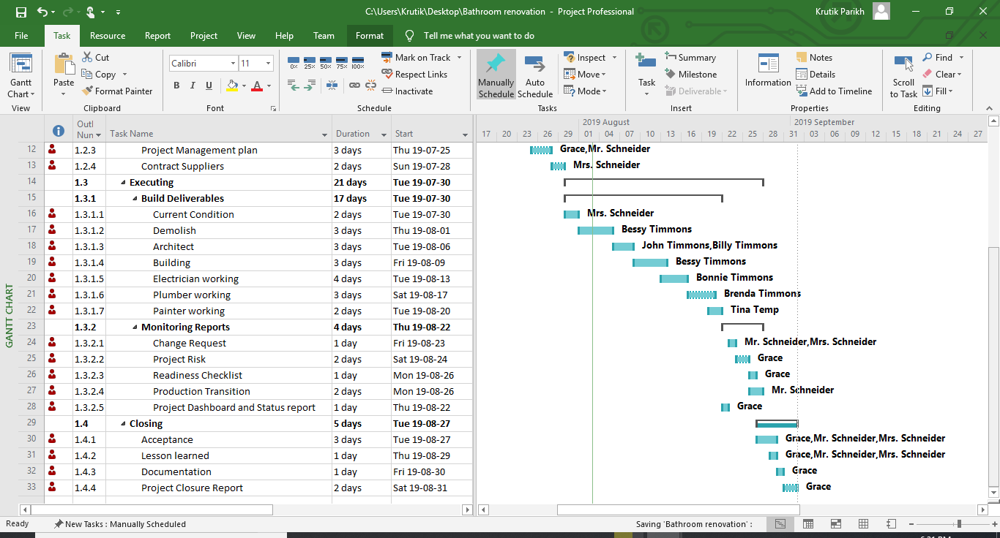 C:\Users\Krutik\Desktop\Bathroom renovation - Project Professional
Krutik Parikh
File Task Resource Report Project View Help Team Format Tell me what you want to do
Gantt Chart
View
Paste
Cut
Copy
Format Painter
Clipboard
Calibri 11
B I U A
Font
0% 25% 50% 75% 100%
Mark on Track
Respect Links
Inactivate
Schedule
Manually Schedule
Auto Schedule
Inspect
Move
Mode
Tasks
Task
Summary
Milestone
Deliverable
Insert
Information
Notes
Details
Add to Timeline
Properties
Scroll to Task
Find
Clear
Fill
Editing
GANTT CHART
Outl Nun Task Name Duration Start
2019 August 2019 September
17 20 23 26 29 01 04 07 10 13 16 19 22 25 28 31 03 06 09 12 15 18 21 24 27
12 1.2.3 Project Management plan 3 days Thu 19-07-25 Grace,Mr. Schneider
13 1.2.4 Contract Suppliers 2 days Sun 19-07-28 Mrs. Schneider
14 1.3 Executing 21 days Tue 19-07-30
15 1.3.1 Build Deliverables 17 days Tue 19-07-30
16 1.3.1.1 Current Condition 2 days Tue 19-07-30 Mrs. Schneider
17 1.3.1.2 Demolish 3 days Thu 19-08-01 Bessy Timmons
18 1.3.1.3 Architect 3 days Tue 19-08-06 John Timmons,Billy Timmons
19 1.3.1.4 Building 3 days Fri 19-08-09 Bessy Timmons
20 1.3.1.5 Electrician working 4 days Tue 19-08-13 Bonnie Timmons
21 1.3.1.6 Plumber working 3 days Sat 19-08-17 Brenda Timmons
22 1.3.1.7 Painter working 2 days Tue 19-08-20 Tina Temp
23 1.3.2 Monitoring Reports 4 days Thu 19-08-22
24 1.3.2.1 Change Request 1 day Fri 19-08-23 Mr. Schneider,Mrs. Schneider
25 1.3.2.2 Project Risk 2 days Sat 19-08-24 Grace
26 1.3.2.3 Readiness Checklist 1 day Mon 19-08-26 Grace
27 1.3.2.4 Production Transition 2 days Mon 19-08-26 Mr. Schneider
28 1.3.2.5 Project Dashboard and Status report 1 day Thu 19-08-22 Grace
29 1.4 Closing 5 days Tue 19-08-27
30 1.4.1 Acceptance 3 days Tue 19-08-27 Grace,Mr. Schneider,Mrs. Schneider
31 1.4.2 Lesson learned 1 day Thu 19-08-29 Grace,Mr. Schneider,Mrs. Schneider
32 1.4.3 Documentation 1 day Fri 19-08-30 Grace
33 1.4.4 Project Closure Report 2 days Sat 19-08-31 Grace
Ready New Tasks : Manually Scheduled Saving 'Bathroom renovation' :